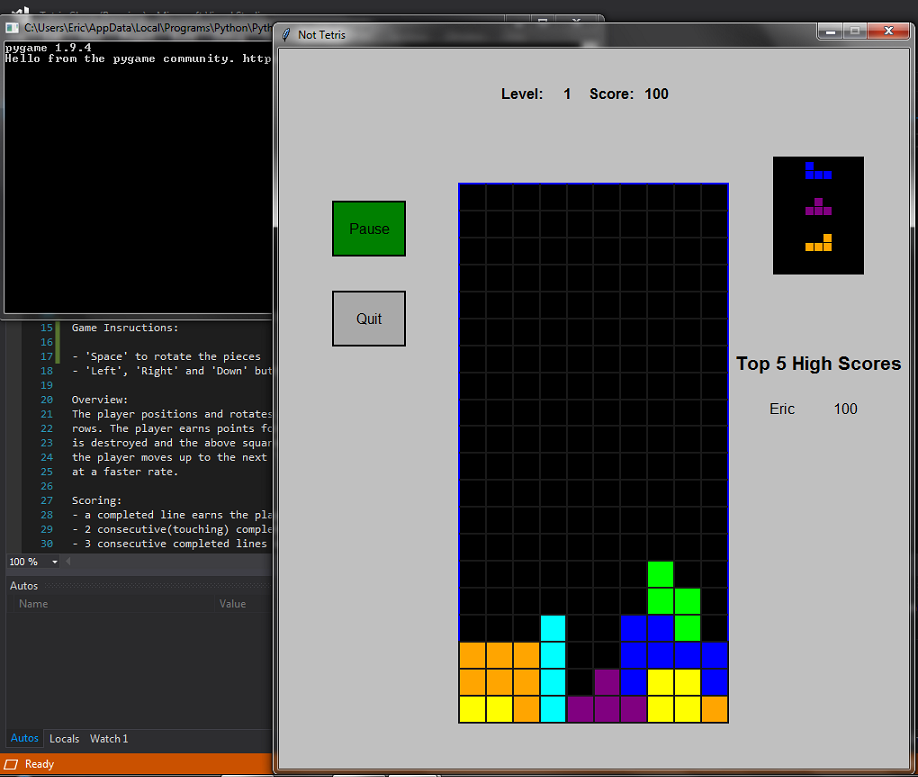 C:\Users\Eric\AppData\Local\Programs\Python\Pyth
pygame 1.9.4
Hello from the pygame community. http
Not Tetris
Level: 1 Score: 100
Pause
Quit
Top 5 High Scores
Eric 100
15 Game Insructions:
16
17 - 'Space' to rotate the pieces
18 - 'Left', 'Right' and 'Down' but
19
20 Overview:
21 The player positions and rotates
22 rows. The player earns points fo
23 is destroyed and the above squar
24 the player moves up to the next
25 at a faster rate.
26
27 Scoring:
28 - a completed line earns the pla
29 - 2 consecutive(touching) comple
30 - 3 consecutive completed lines
100 %
Autos
Name Value
Autos Locals Watch 1
Ready